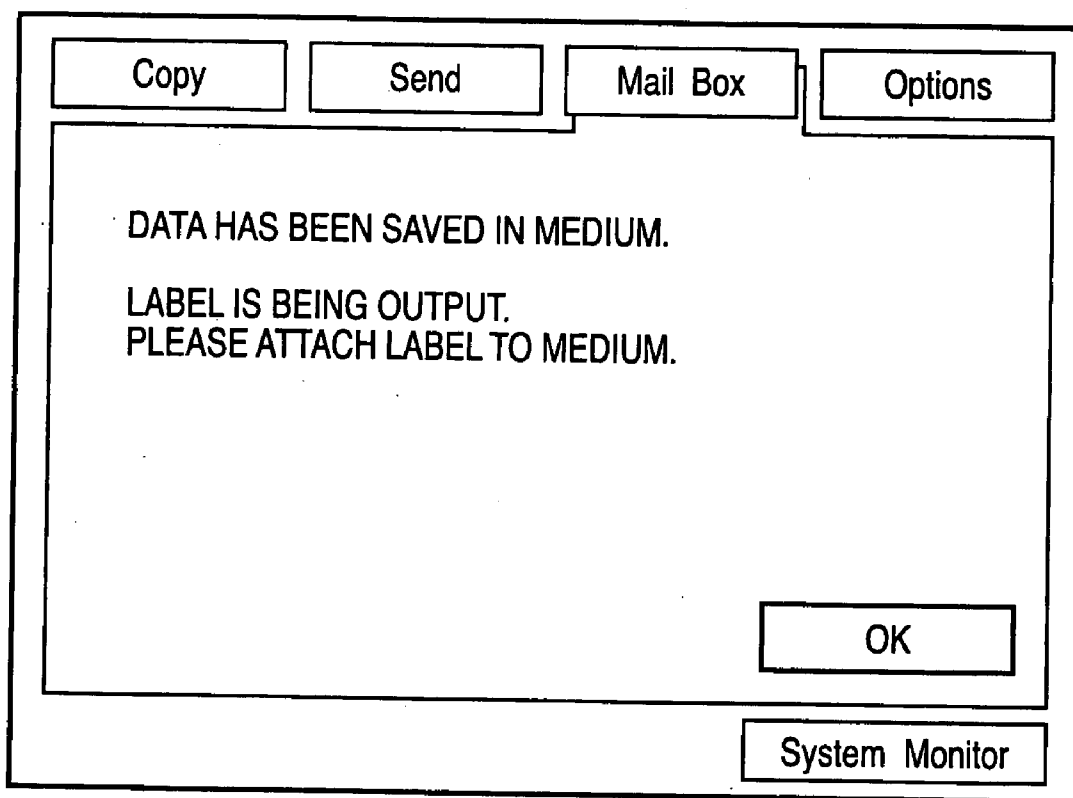 Copy Send Mail Box Options
DATA HAS BEEN SAVED IN MEDIUM.
LABEL IS BEING OUTPUT.
PLEASE ATTACH LABEL TO MEDIUM.
OK
System Monitor